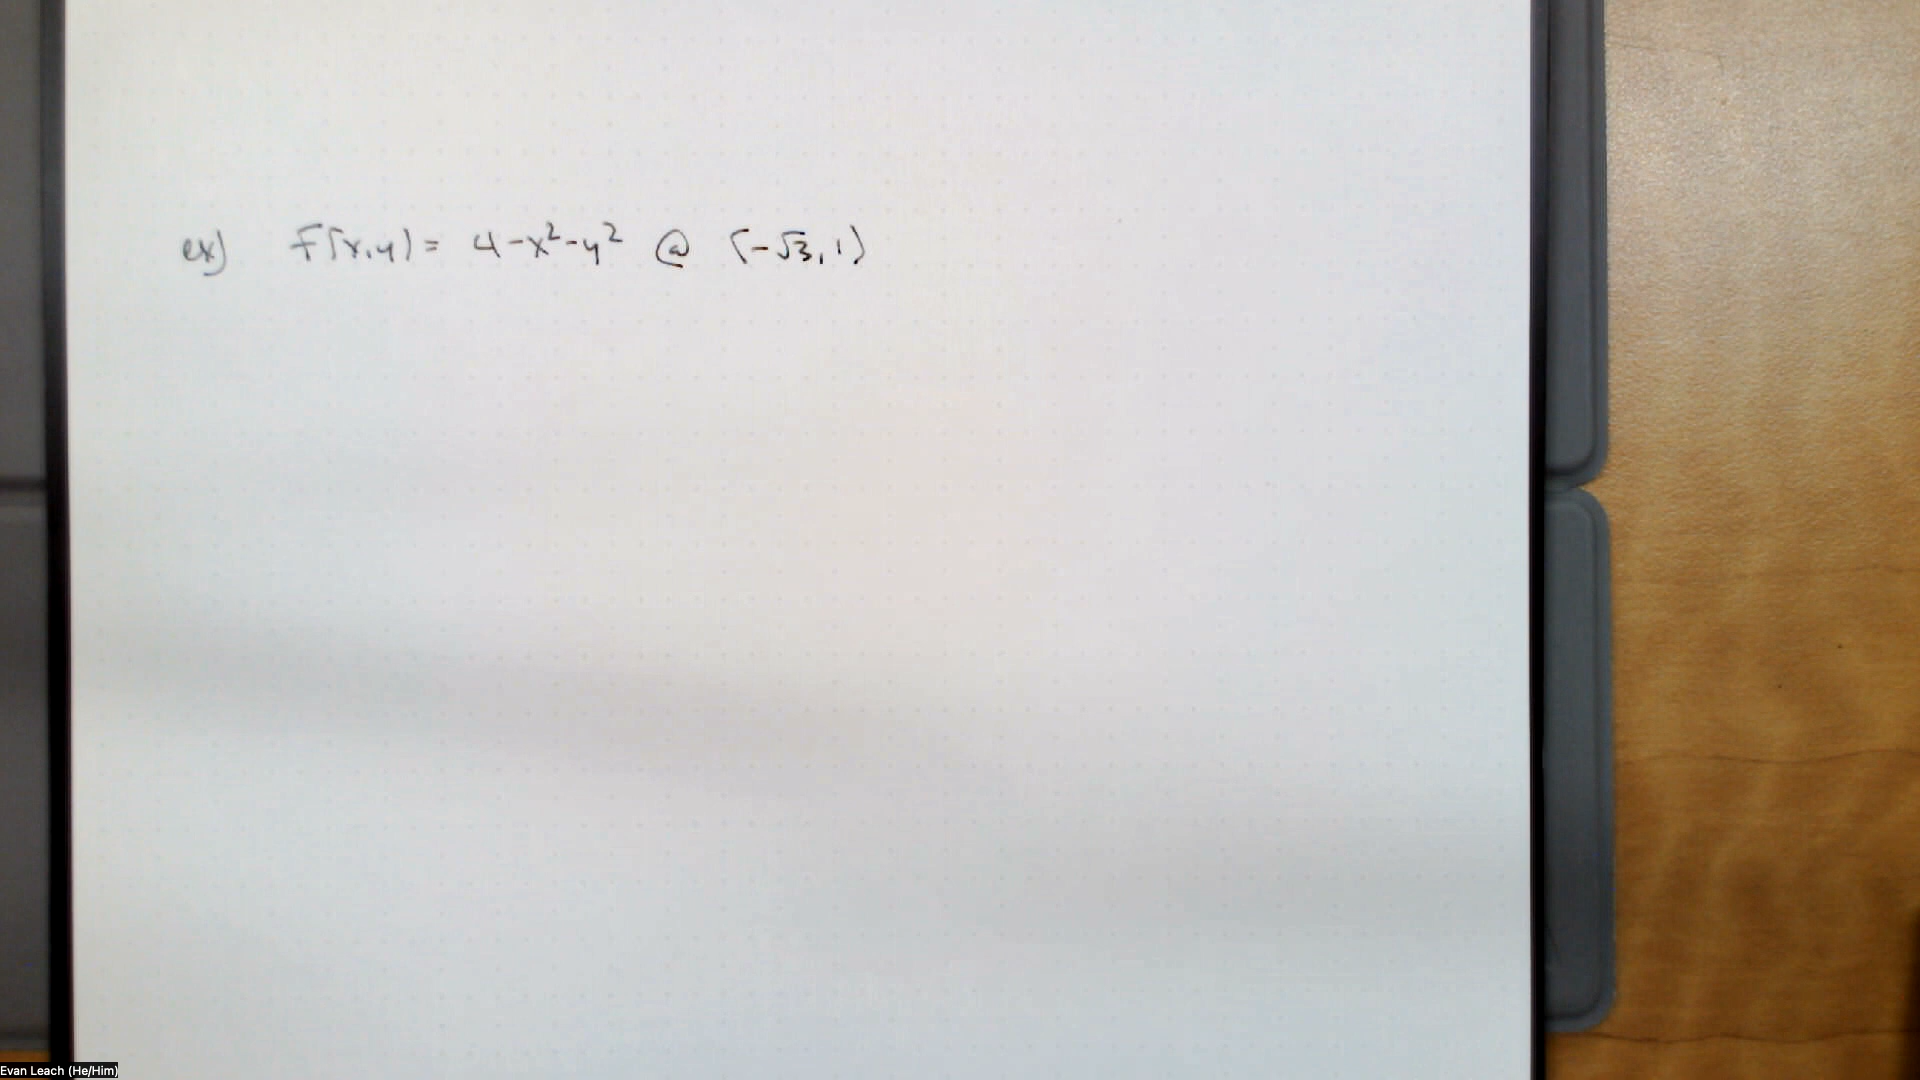 ex) f(x,y) = 4-x²-y² @ (-√3, 1)
Evan Leach (He/Him)